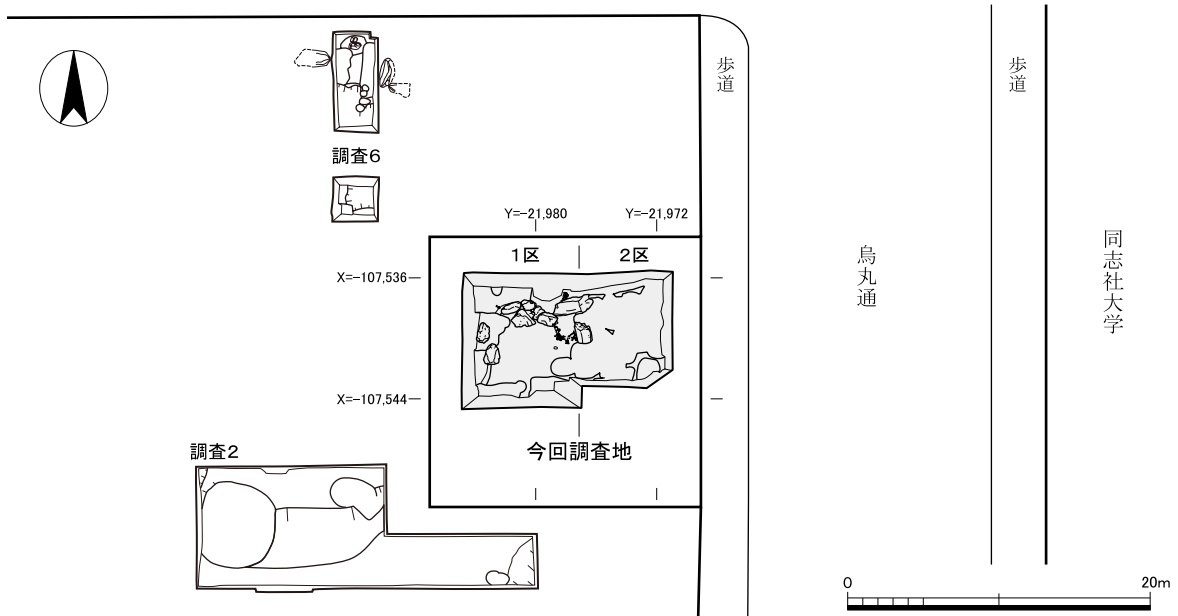 歩道
歩道
調査6
Y=-21,980
Y=-21,972
1区
2区
X=-107,536
烏丸通
同志社大学
X=-107,544
調査2
今回調査地
0
20m